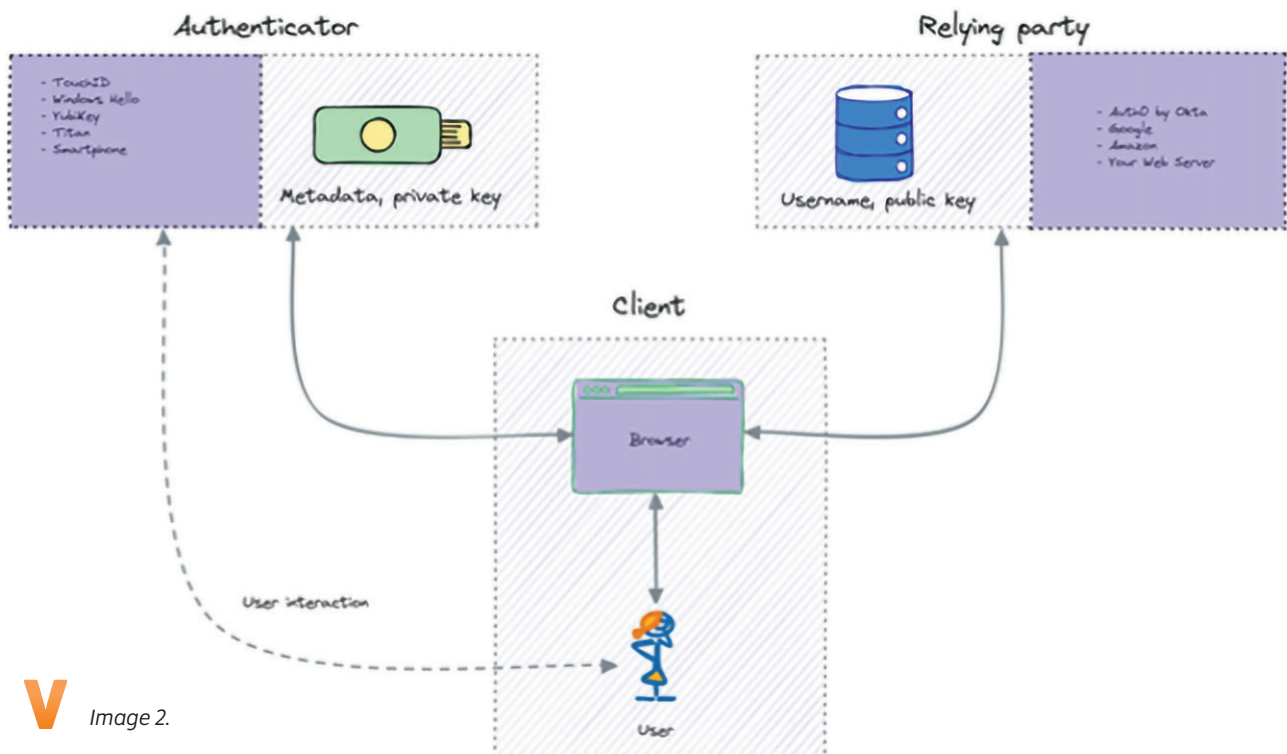 Authenticator
- TouchID
- Windows Hello
- YubiKey
- Titan
- Smartphone
Metadata, private key
Relying party
Username, public key
- Auth0 by Okta
- Google
- Amazon
- Your Web Server
Client
Browser
User interaction
User
V Image 2.